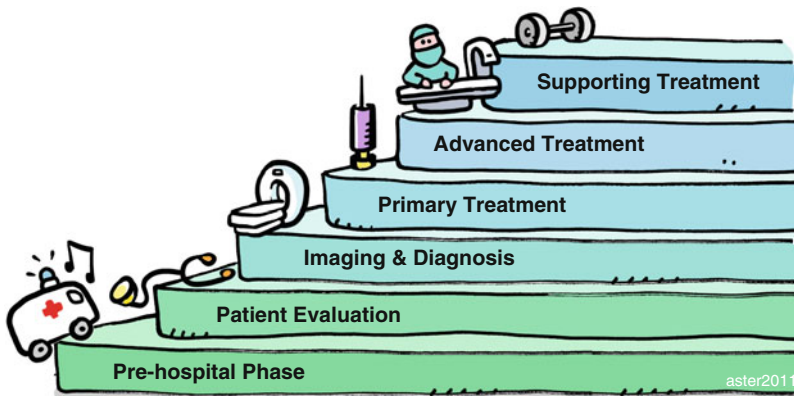 Supporting Treatment
Advanced Treatment
Primary Treatment
Imaging & Diagnosis
Patient Evaluation
Pre-hospital Phase
aster2011